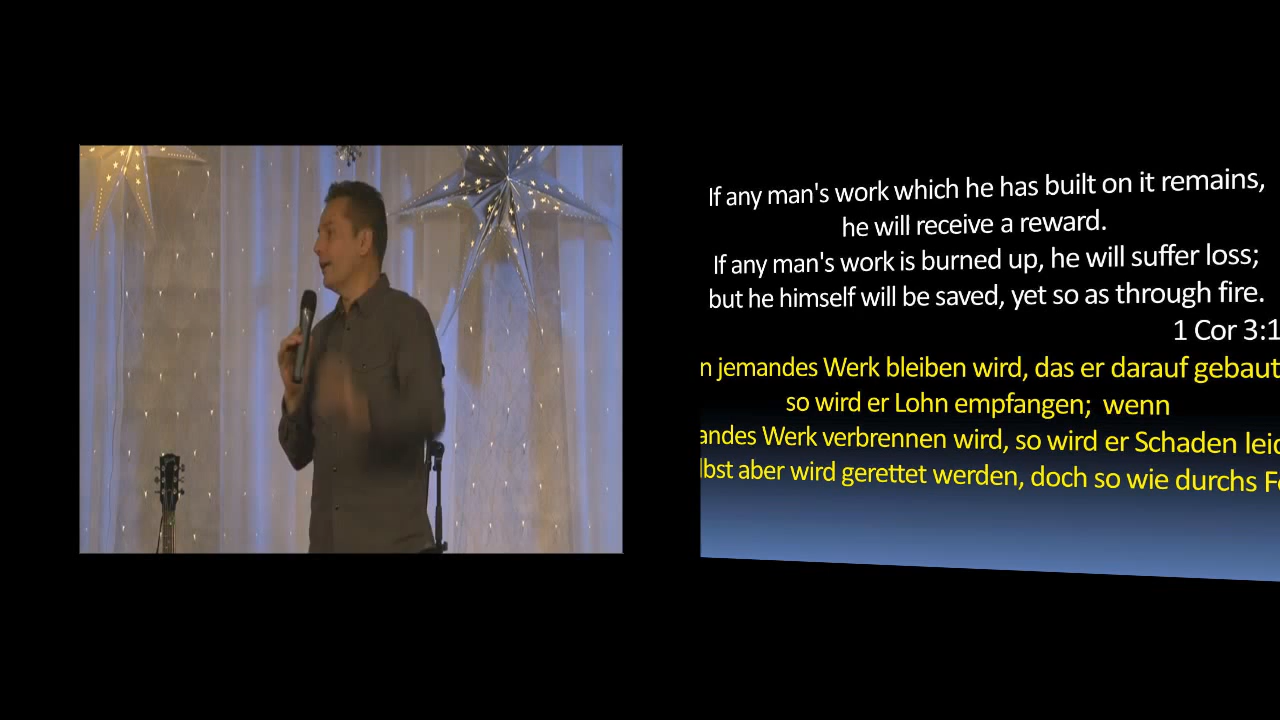 If any man's work which he has built on it remains,
he will receive a reward.
If any man's work is burned up, he will suffer loss;
but he himself will be saved, yet so as through fire.
1 Cor 3:1
jemandes Werk bleiben wird, das er darauf gebaut
so wird er Lohn empfangen; wenn
Werk verbrennen wird, so wird er Schaden
aber wird gerettet werden, doch so wie durchs